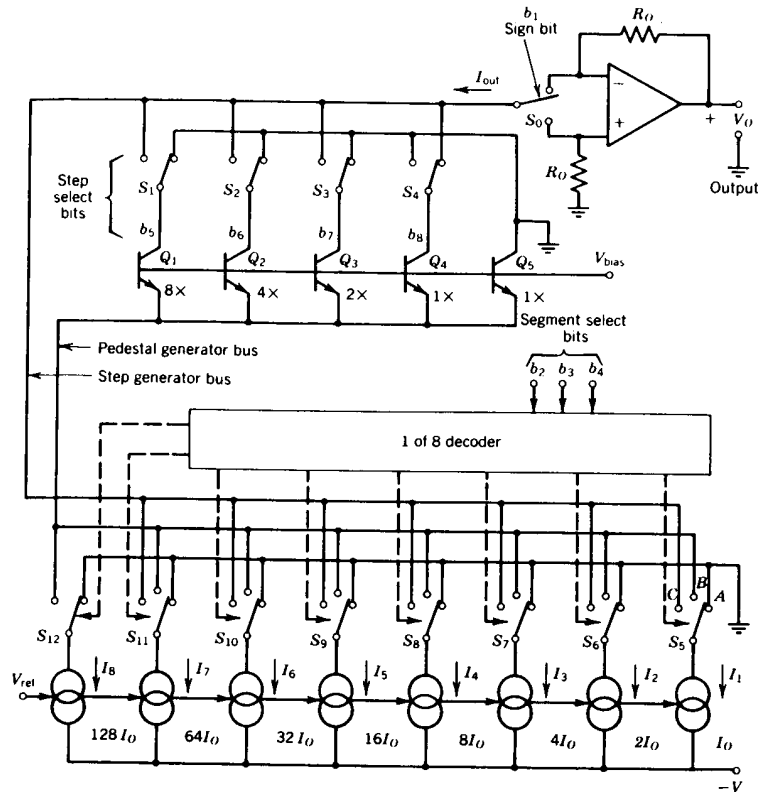 b1
Sign bit
RO
Iout
−
+
S0
+ VO
RO
Output
Step
select
bits
S1 S2 S3 S4
b5 b6 b7 b8
Q1 Q2 Q3 Q4 Q5
Vbias
8× 4× 2× 1× 1×
Segment select
bits
b2 b3 b4
Pedestal generator bus
Step generator bus
1 of 8 decoder
C B A
S12 S11 S10 S9 S8 S7 S6 S5
I8 I7 I6 I5 I4 I3 I2 I1
Vref
128 IO 64IO 32 IO 16IO 8IO 4IO 2IO IO
−V